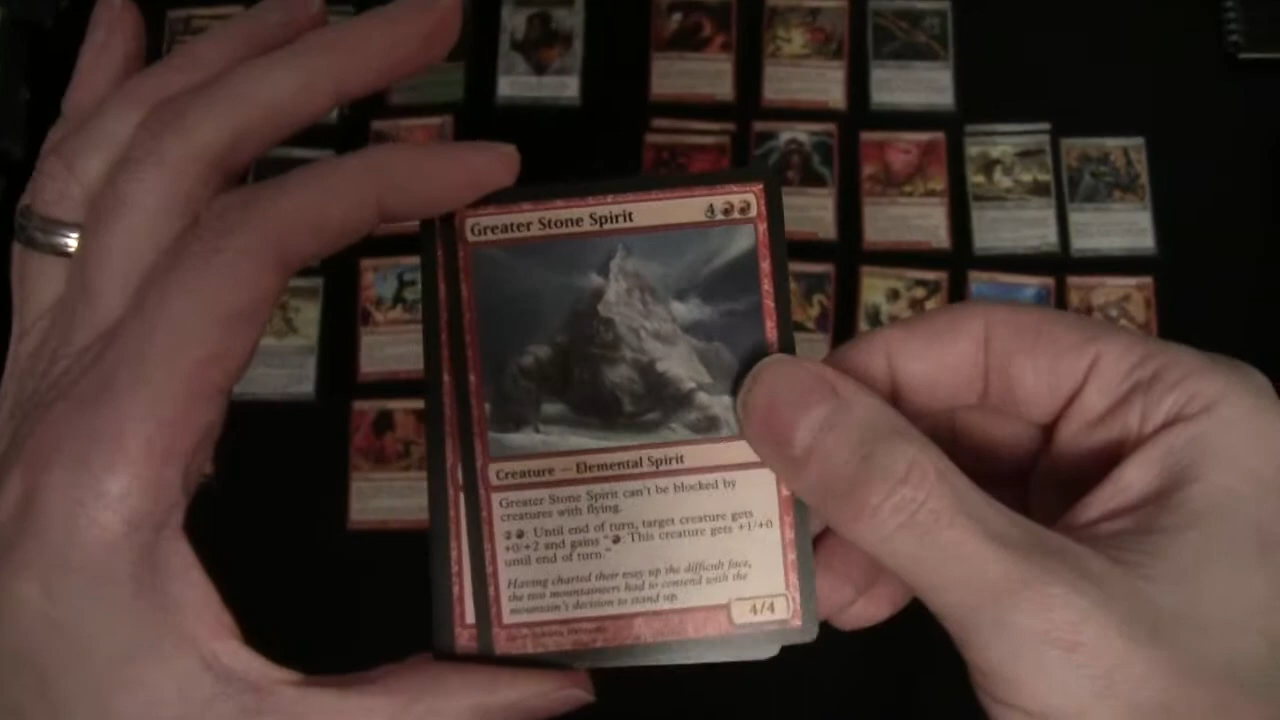 Greater Stone Spirit 4
Creature — Elemental Spirit
Greater Stone Spirit can't be blocked by
creatures with flying.
2 : Until end of turn, target creature gets
+0/+2 and gains " : This creature gets +1/+0
until end of turn."
Having charted their way up the difficult face,
the two mountaineers had to contend with the
mountain's decision to stand up.
4/4